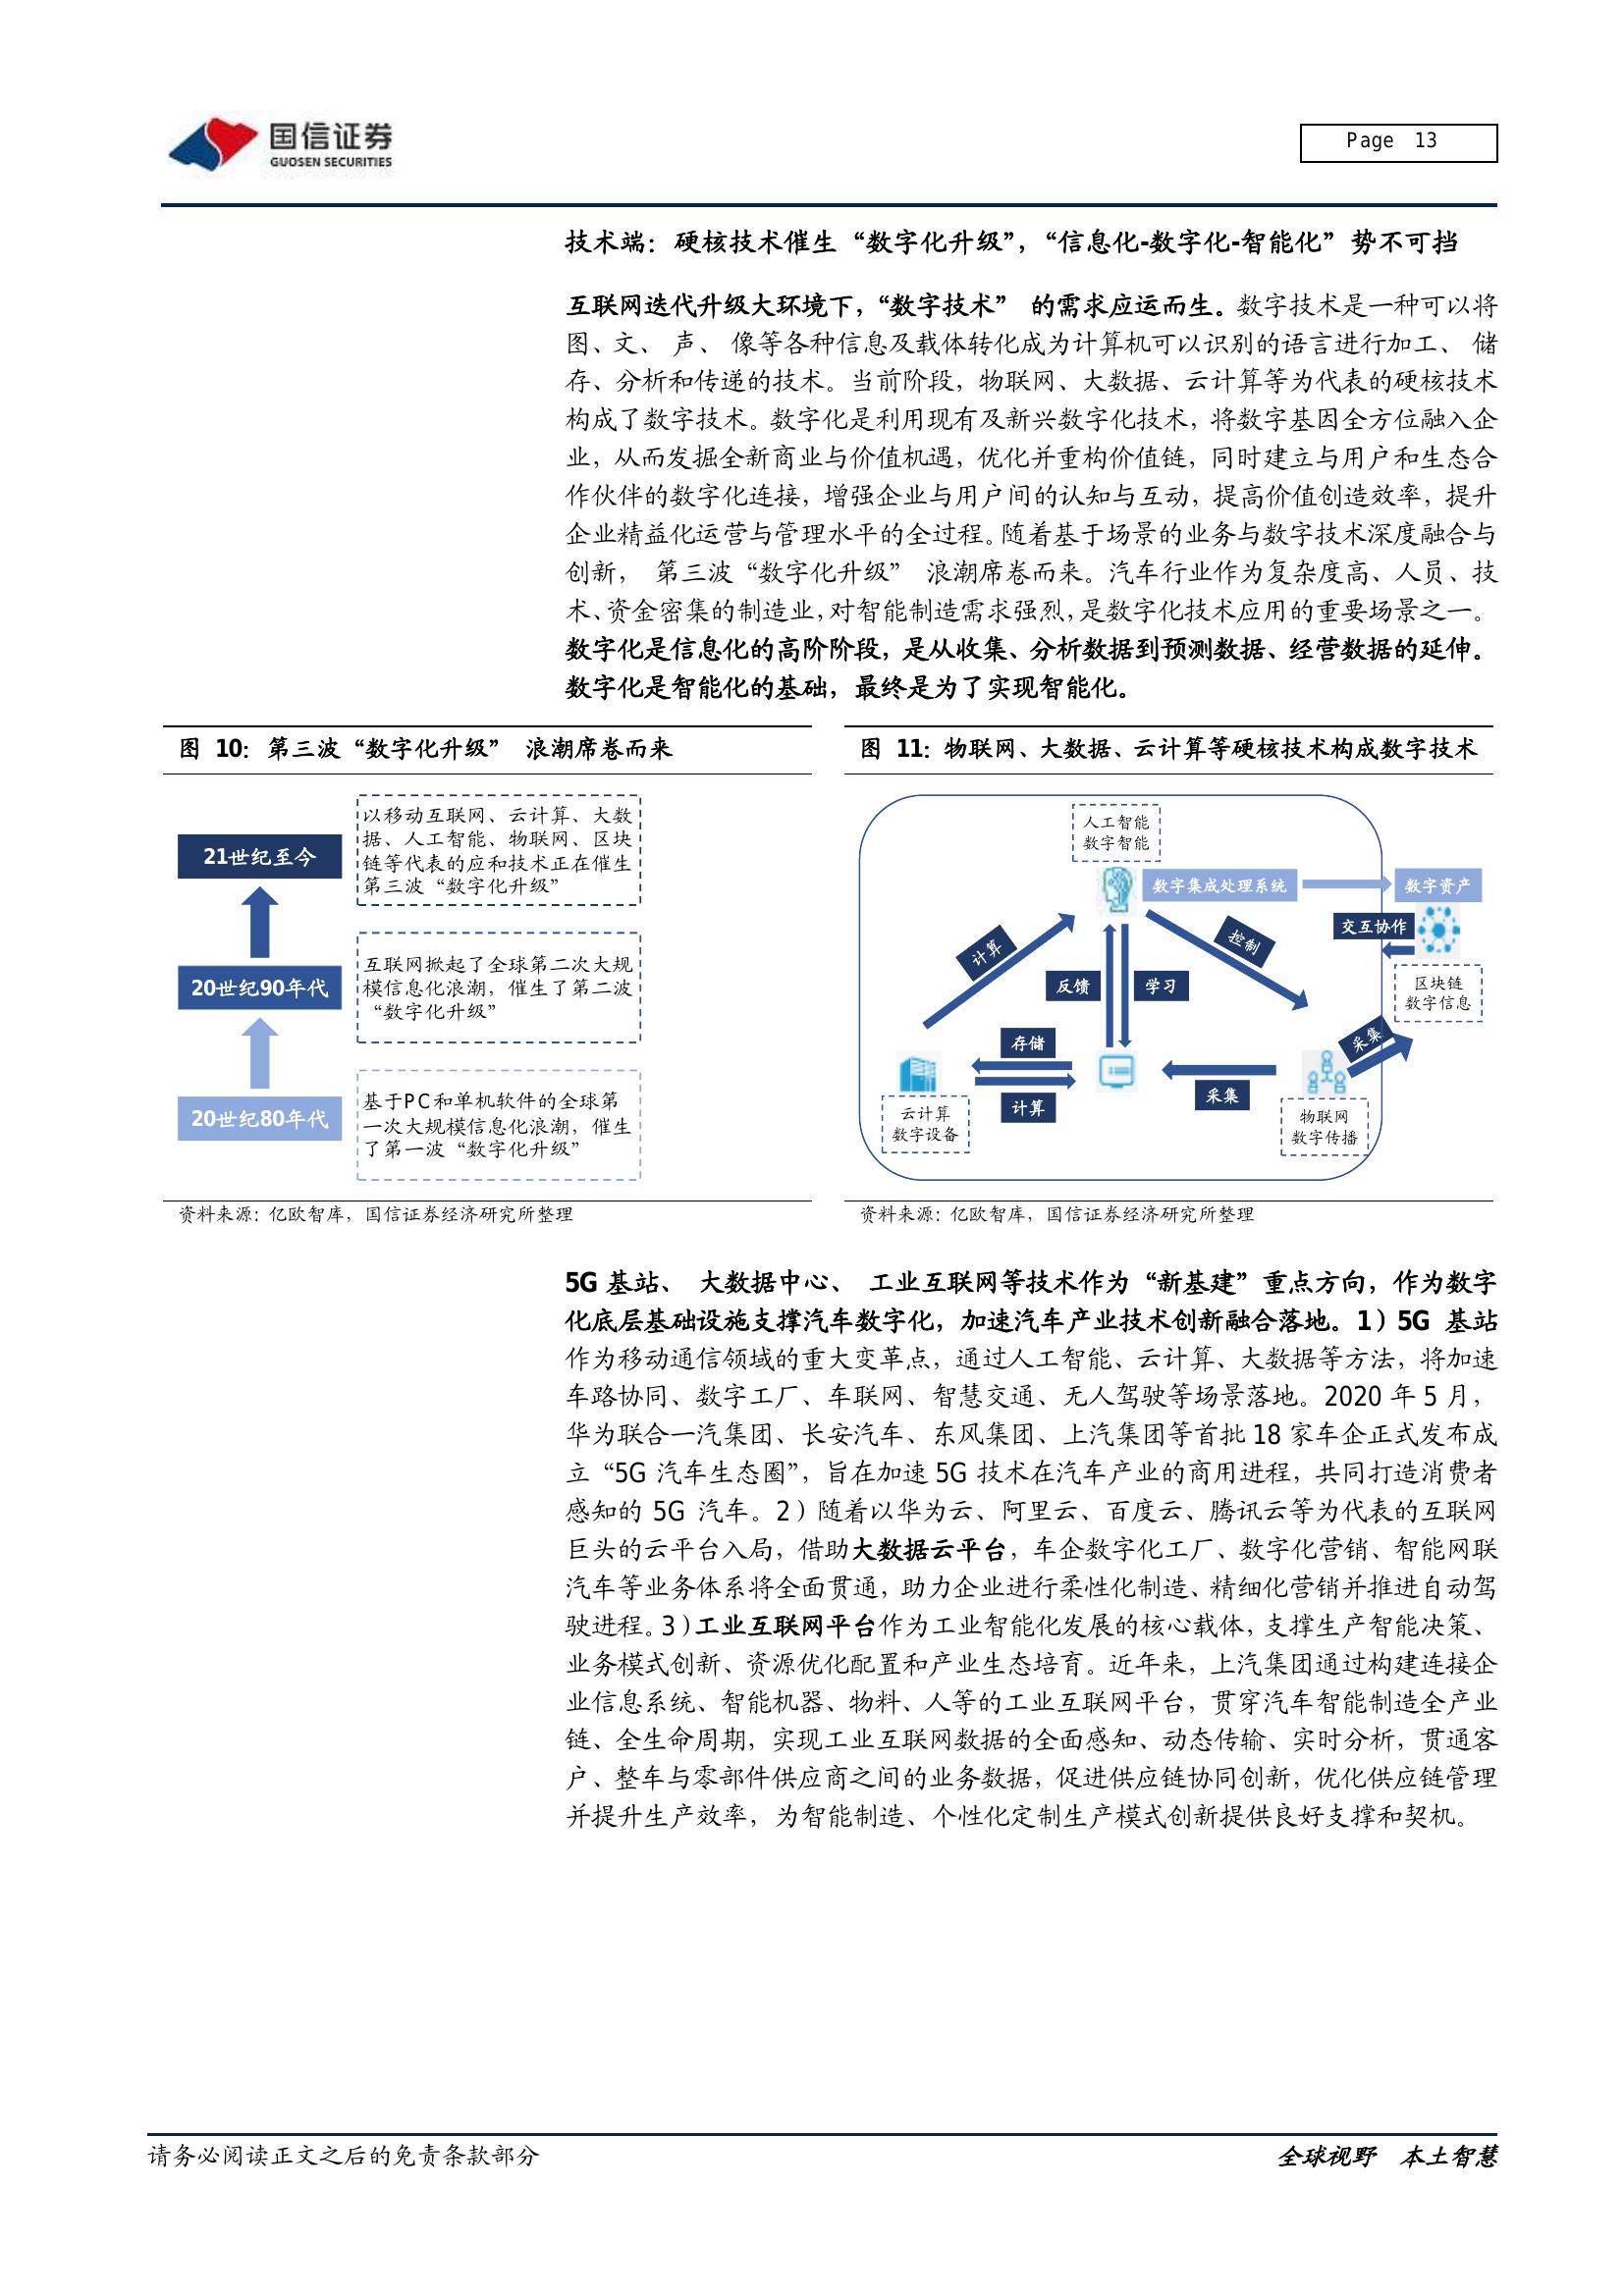 国信证券
GUOSEN SECURITIES
Page 13
技术端：硬核技术催生“数字化升级”，“信息化-数字化-智能化”势不可挡
互联网迭代升级大环境下，“数字技术” 的需求应运而生。数字技术是一种可以将
图、文、 声、 像等各种信息及载体转化成为计算机可以识别的语言进行加工、 储
存、分析和传递的技术。当前阶段，物联网、大数据、云计算等为代表的硬核技术
构成了数字技术。数字化是利用现有及新兴数字化技术，将数字基因全方位融入企
业，从而发掘全新商业与价值机遇，优化并重构价值链，同时建立与用户和生态合
作伙伴的数字化连接，增强企业与用户间的认知与互动，提高价值创造效率，提升
企业精益化运营与管理水平的全过程。随着基于场景的业务与数字技术深度融合与
创新， 第三波“数字化升级” 浪潮席卷而来。汽车行业作为复杂度高、人员、技
术、资金密集的制造业，对智能制造需求强烈，是数字化技术应用的重要场景之一。
数字化是信息化的高阶阶段，是从收集、分析数据到预测数据、经营数据的延伸。
数字化是智能化的基础，最终是为了实现智能化。
图 10：第三波“数字化升级” 浪潮席卷而来
21世纪至今
以移动互联网、云计算、大数
据、人工智能、物联网、区块
链等代表的应和技术正在催生
第三波“数字化升级”
20世纪90年代
互联网掀起了全球第二次大规
模信息化浪潮，催生了第二波
“数字化升级”
20世纪80年代
基于PC和单机软件的全球第
一次大规模信息化浪潮，催生
了第一波“数字化升级”
资料来源：亿欧智库，国信证券经济研究所整理
图 11：物联网、大数据、云计算等硬核技术构成数字技术
人工智能
数字智能
数字集成处理系统
数字资产
交互协作
区块链
数字信息
计算
控制
反馈
学习
采集
存储
计算
采集
云计算
数字设备
物联网
数字传播
资料来源：亿欧智库，国信证券经济研究所整理
5G 基站、 大数据中心、 工业互联网等技术作为“新基建”重点方向，作为数字
化底层基础设施支撑汽车数字化，加速汽车产业技术创新融合落地。1）5G 基站
作为移动通信领域的重大变革点，通过人工智能、云计算、大数据等方法，将加速
车路协同、数字工厂、车联网、智慧交通、无人驾驶等场景落地。2020 年 5 月，
华为联合一汽集团、长安汽车、东风集团、上汽集团等首批 18 家车企正式发布成
立“5G 汽车生态圈”，旨在加速 5G 技术在汽车产业的商用进程，共同打造消费者
感知的 5G 汽车。2）随着以华为云、阿里云、百度云、腾讯云等为代表的互联网
巨头的云平台入局，借助大数据云平台，车企数字化工厂、数字化营销、智能网联
汽车等业务体系将全面贯通，助力企业进行柔性化制造、精细化营销并推进自动驾
驶进程。3）工业互联网平台作为工业智能化发展的核心载体，支撑生产智能决策、
业务模式创新、资源优化配置和产业生态培育。近年来，上汽集团通过构建连接企
业信息系统、智能机器、物料、人等的工业互联网平台，贯穿汽车智能制造全产业
链、全生命周期，实现工业互联网数据的全面感知、动态传输、实时分析，贯通客
户、整车与零部件供应商之间的业务数据，促进供应链协同创新，优化供应链管理
并提升生产效率，为智能制造、个性化定制生产模式创新提供良好支撑和契机。
请务必阅读正文之后的免责条款部分
全球视野 本土智慧